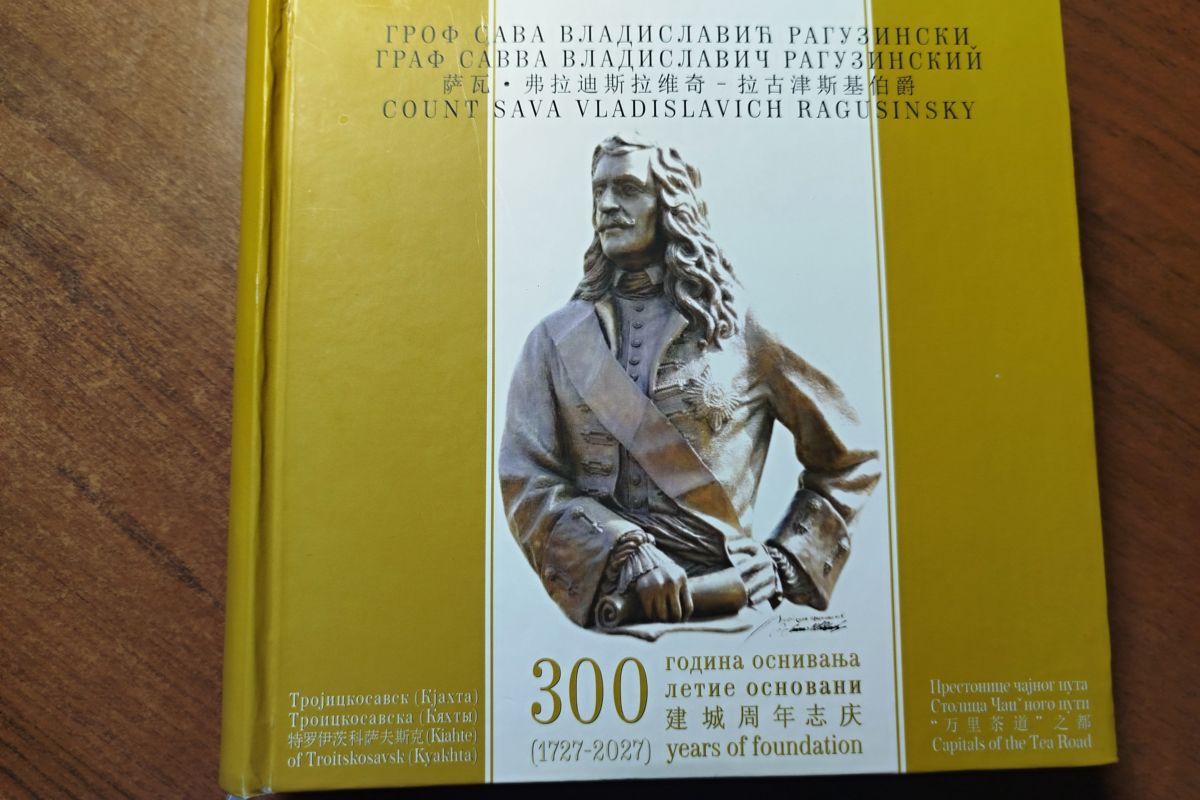 ГРОФ САВА ВЛАДИСЛАВИЋ РАГУЗИНСКИ
ГРАФ САВВА ВЛАДИСЛАВИЧ РАГУЗИНСКИЙ
萨瓦·弗拉迪斯拉维奇-拉古津斯基伯爵
COUNT SAVA VLADISLAVICH RAGUSINSKY
300
(1727-2027)
година оснивања
летие основани
建城周年志庆
years of foundation
Тројицкосавск (Кјахта)
Троицкосавска (Кяхты)
特罗伊茨科萨夫斯克(Kiahte)
of Troitskosavsk (Kyakhta)
Престонице чајног пута
Столица Чаи˘ного пути
“万里茶道”之都
Capitals of the Tea Road